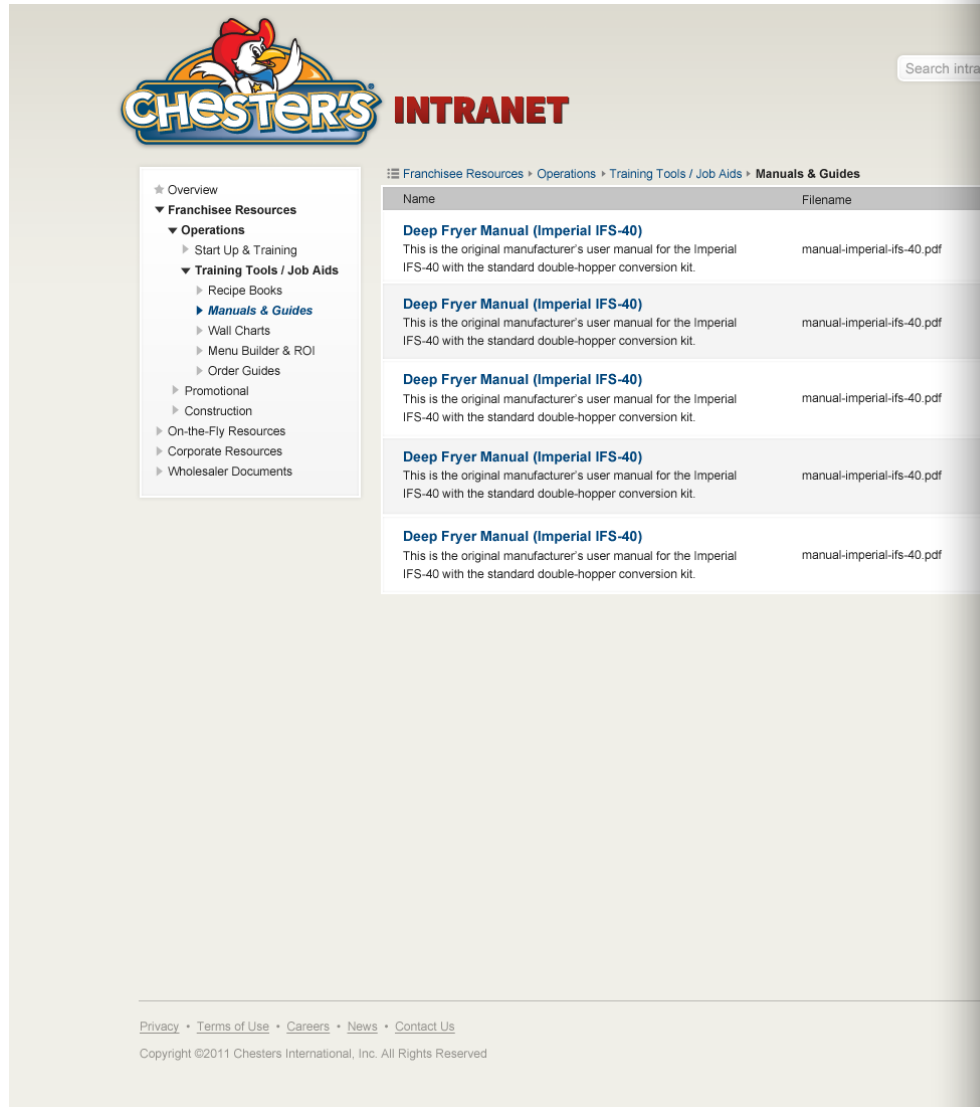 CHESTER'S INTRANET
Search intra
Overview
Franchisee Resources
Operations
Start Up & Training
Training Tools / Job Aids
Recipe Books
Manuals & Guides
Wall Charts
Menu Builder & ROI
Order Guides
Promotional
Construction
On-the-Fly Resources
Corporate Resources
Wholesaler Documents
Franchisee Resources Operations Training Tools / Job Aids Manuals & Guides
Name Filename
Deep Fryer Manual (Imperial IFS-40)
This is the original manufacturer's user manual for the Imperial
IFS-40 with the standard double-hopper conversion kit.
manual-imperial-ifs-40.pdf
Deep Fryer Manual (Imperial IFS-40)
This is the original manufacturer's user manual for the Imperial
IFS-40 with the standard double-hopper conversion kit.
manual-imperial-ifs-40.pdf
Deep Fryer Manual (Imperial IFS-40)
This is the original manufacturer's user manual for the Imperial
IFS-40 with the standard double-hopper conversion kit.
manual-imperial-ifs-40.pdf
Deep Fryer Manual (Imperial IFS-40)
This is the original manufacturer's user manual for the Imperial
IFS-40 with the standard double-hopper conversion kit.
manual-imperial-ifs-40.pdf
Deep Fryer Manual (Imperial IFS-40)
This is the original manufacturer's user manual for the Imperial
IFS-40 with the standard double-hopper conversion kit.
manual-imperial-ifs-40.pdf
Privacy • Terms of Use • Careers • News • Contact Us
Copyright ©2011 Chesters International, Inc. All Rights Reserved